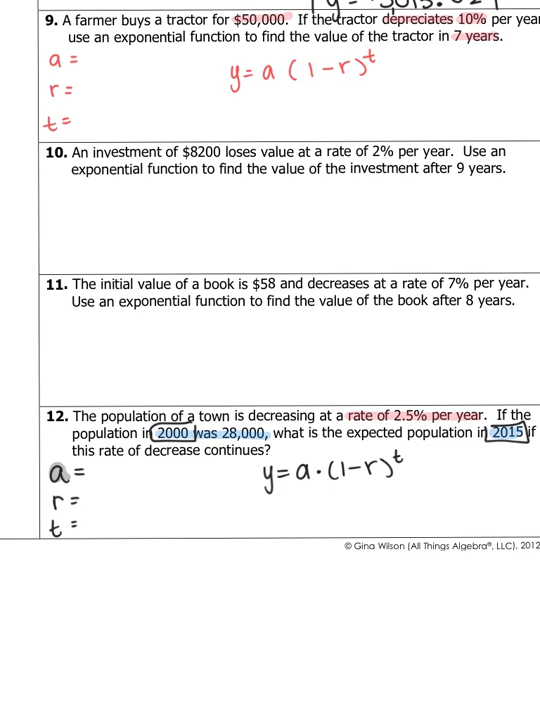 9. A farmer buys a tractor for $50,000. If the tractor depreciates 10% per year
use an exponential function to find the value of the tractor in 7 years.
a =
y = a (1-r)^t
r =
t =
10. An investment of $8200 loses value at a rate of 2% per year. Use an
exponential function to find the value of the investment after 9 years.
11. The initial value of a book is $58 and decreases at a rate of 7% per year.
Use an exponential function to find the value of the book after 8 years.
12. The population of a town is decreasing at a rate of 2.5% per year. If the
population in 2000 was 28,000, what is the expected population in 2015 if
this rate of decrease continues?
a =
y = a · (1-r)^t
r =
t =
© Gina Wilson (All Things Algebra®, LLC), 2012